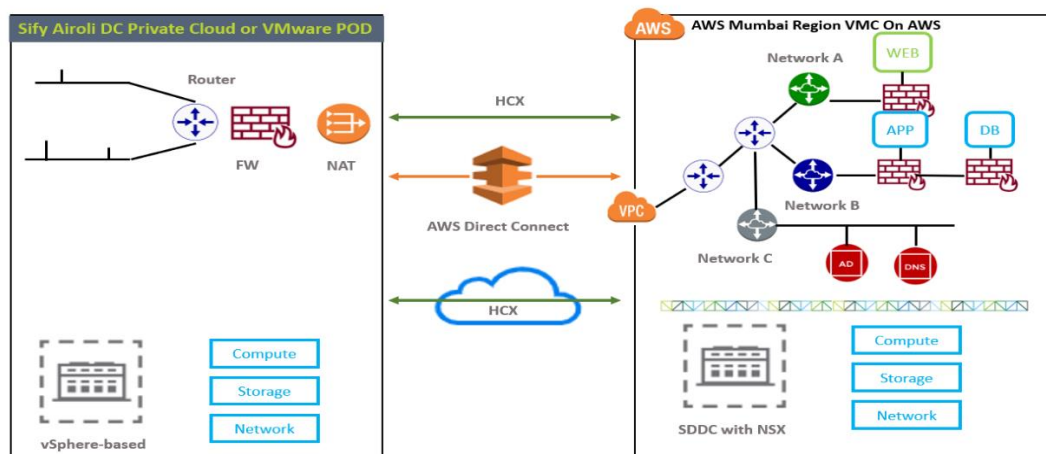 Sify Airoli DC Private Cloud or VMware POD
Router
FW
NAT
vSphere-based
Compute
Storage
Network
HCX
AWS Direct Connect
HCX
AWS
AWS Mumbai Region VMC On AWS
Network A
WEB
APP
DB
VPC
Network B
Network C
AD
DNS
SDDC with NSX
Compute
Storage
Network